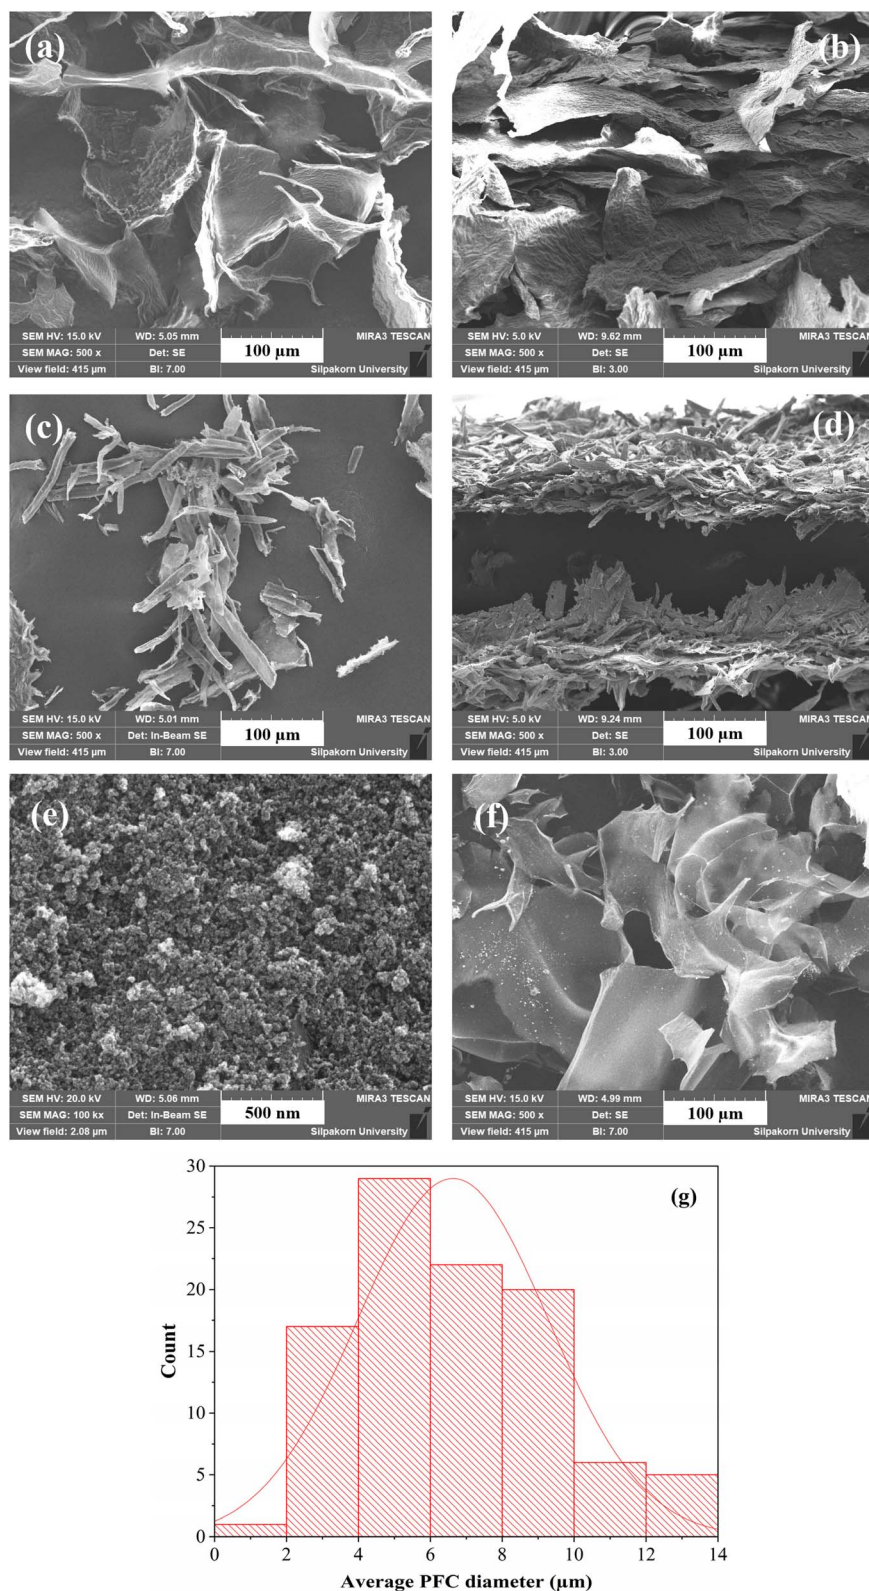 (a)
SEM HV: 15.0 kV WD: 5.05 mm MIRA3 TESCAN
SEM MAG: 500 x Det: SE 100 µm
View field: 415 µm BI: 7.00 Silpakorn University
(b)
SEM HV: 5.0 kV WD: 9.62 mm MIRA3 TESCAN
SEM MAG: 500 x Det: SE 100 µm
View field: 415 µm BI: 3.00 Silpakorn University
(c)
SEM HV: 15.0 kV WD: 5.01 mm MIRA3 TESCAN
SEM MAG: 500 x Det: In-Beam SE 100 µm
View field: 415 µm BI: 7.00 Silpakorn University
(d)
SEM HV: 5.0 kV WD: 9.24 mm MIRA3 TESCAN
SEM MAG: 500 x Det: SE 100 µm
View field: 415 µm BI: 3.00 Silpakorn University
(e)
SEM HV: 20.0 kV WD: 5.06 mm MIRA3 TESCAN
SEM MAG: 100 kx Det: In-Beam SE 500 nm
View field: 2.08 µm BI: 7.00 Silpakorn University
(f)
SEM HV: 15.0 kV WD: 4.99 mm MIRA3 TESCAN
SEM MAG: 500 x Det: SE 100 µm
View field: 415 µm BI: 7.00 Silpakorn University
(g)
30
25
20
15
10
5
0
Count
0 2 4 6 8 10 12 14
Average PFC diameter (µm)